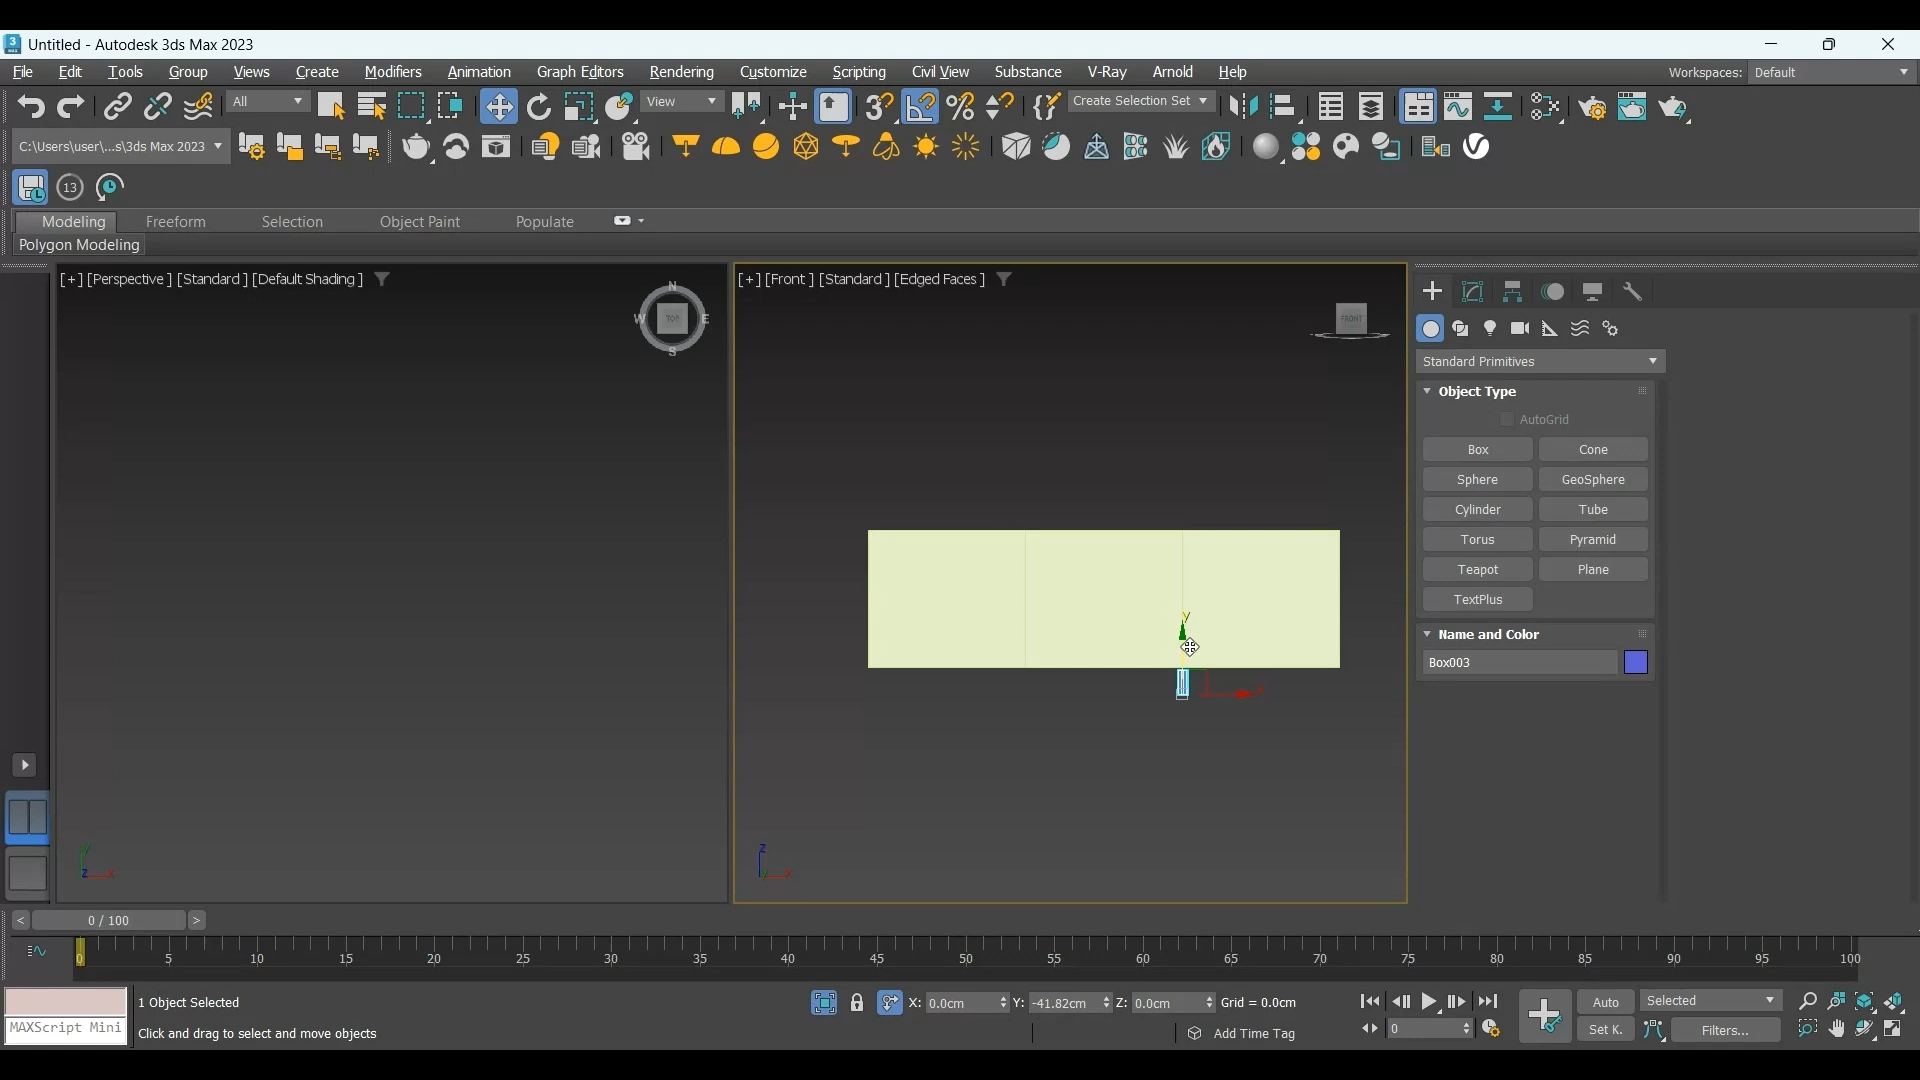 Untitled - Autodesk 3ds Max 2023
File Edit Tools Group Views Create Modifiers Animation Graph Editors Rendering Customize Scripting Civil View Substance V-Ray Arnold Help Workspaces: Default
All View Create Selection Set
C:\Users\user\...s\3ds Max 2023
13
Modeling Freeform Selection Object Paint Populate
Polygon Modeling
[+] [Perspective ] [Standard ] [Default Shading ]
N
W TOP E
S
[+] [Front ] [Standard ] [Edged Faces ]
FRONT
Standard Primitives
Object Type
AutoGrid
Box Cone
Sphere GeoSphere
Cylinder Tube
Torus Pyramid
Teapot Plane
TextPlus
Name and Color
Box003
y
x
y
z x
z
y x
< 0 / 100 >
0 5 10 15 20 25 30 35 40 45 50 55 60 65 70 75 80 85 90 95 100
1 Object Selected
X: 0.0cm Y: -41.82cm Z: 0.0cm Grid = 0.0cm
Auto Selected
MAXScript Mini
Click and drag to select and move objects
Add Time Tag
0
Set K. Filters...